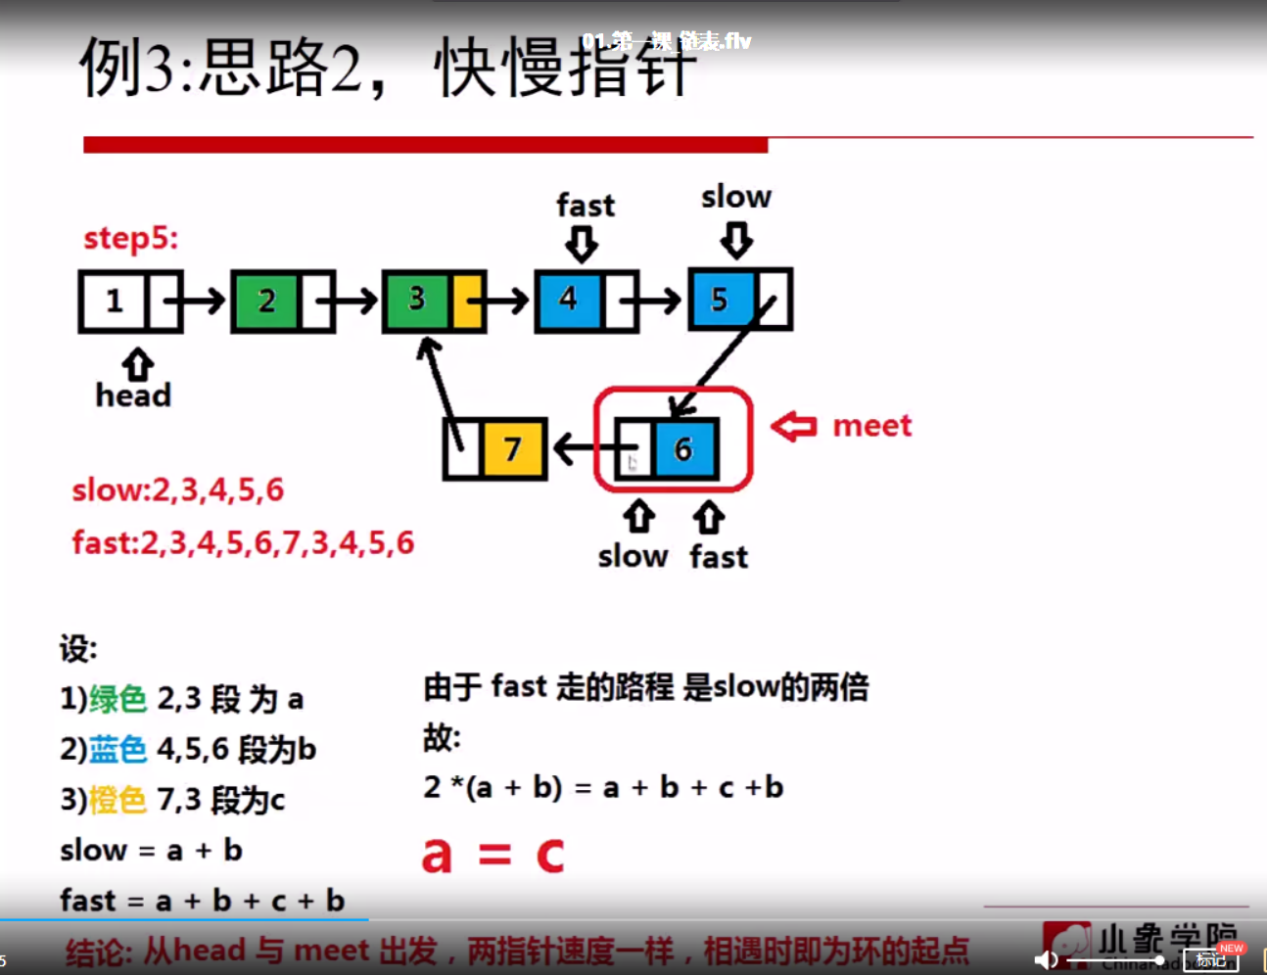 01.第一课_链表.flv
例3:思路2，快慢指针
step5:
fast
slow
1
2
3
4
5
head
7
6
meet
slow:2,3,4,5,6
fast:2,3,4,5,6,7,3,4,5,6
slow
fast
设:
1)绿色 2,3 段 为 a
2)蓝色 4,5,6 段为b
3)橙色 7,3 段为c
slow = a + b
fast = a + b + c + b
由于 fast 走的路程 是slow的两倍
故:
2 *(a + b) = a + b + c +b
a = c
结论: 从head 与 meet 出发，两指针速度一样，相遇时即为环的起点
小象学院
NEW
标记
5